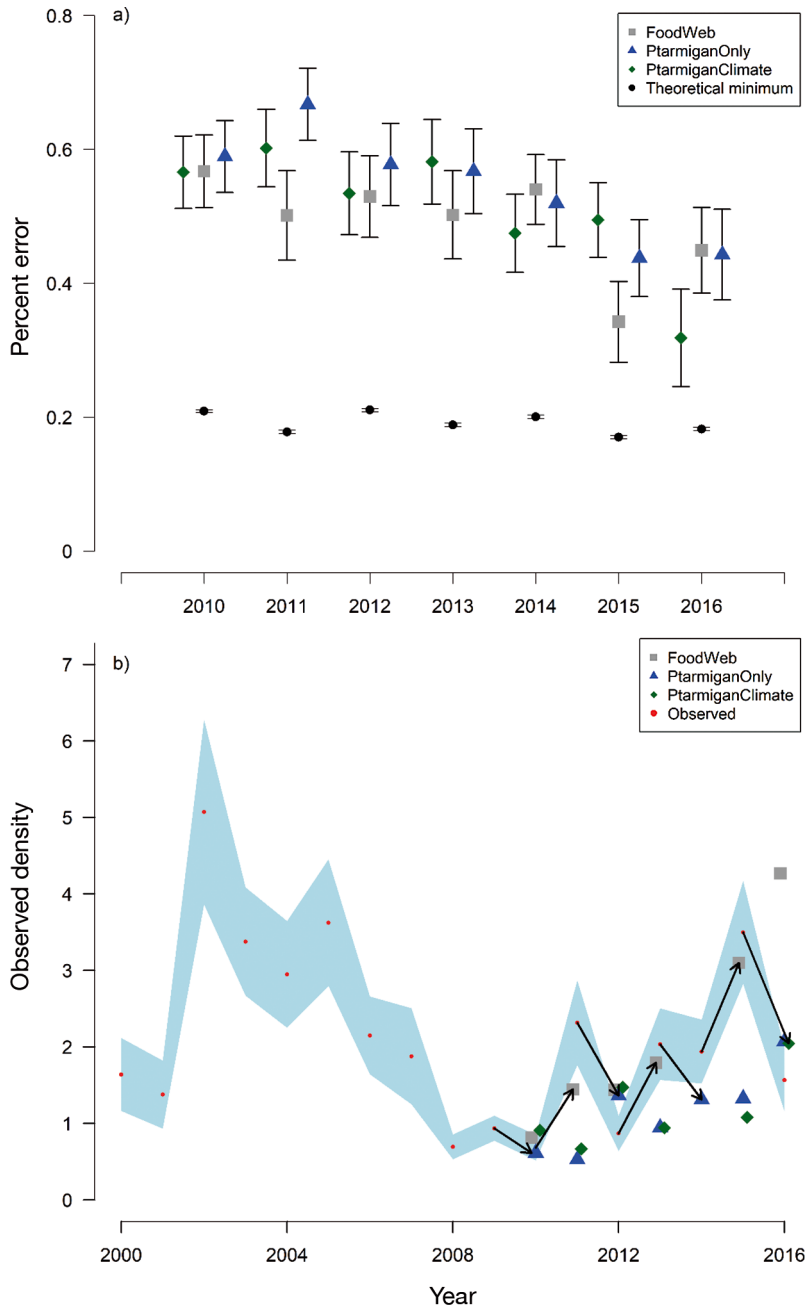 a)
FoodWeb
PtarmiganOnly
PtarmiganClimate
Theoretical minimum
Percent error
0.8
0.6
0.4
0.2
0
2010 2011 2012 2013 2014 2015 2016
b)
FoodWeb
PtarmiganOnly
PtarmiganClimate
Observed
Observed density
7
6
5
4
3
2
1
0
2000 2004 2008 2012 2016
Year